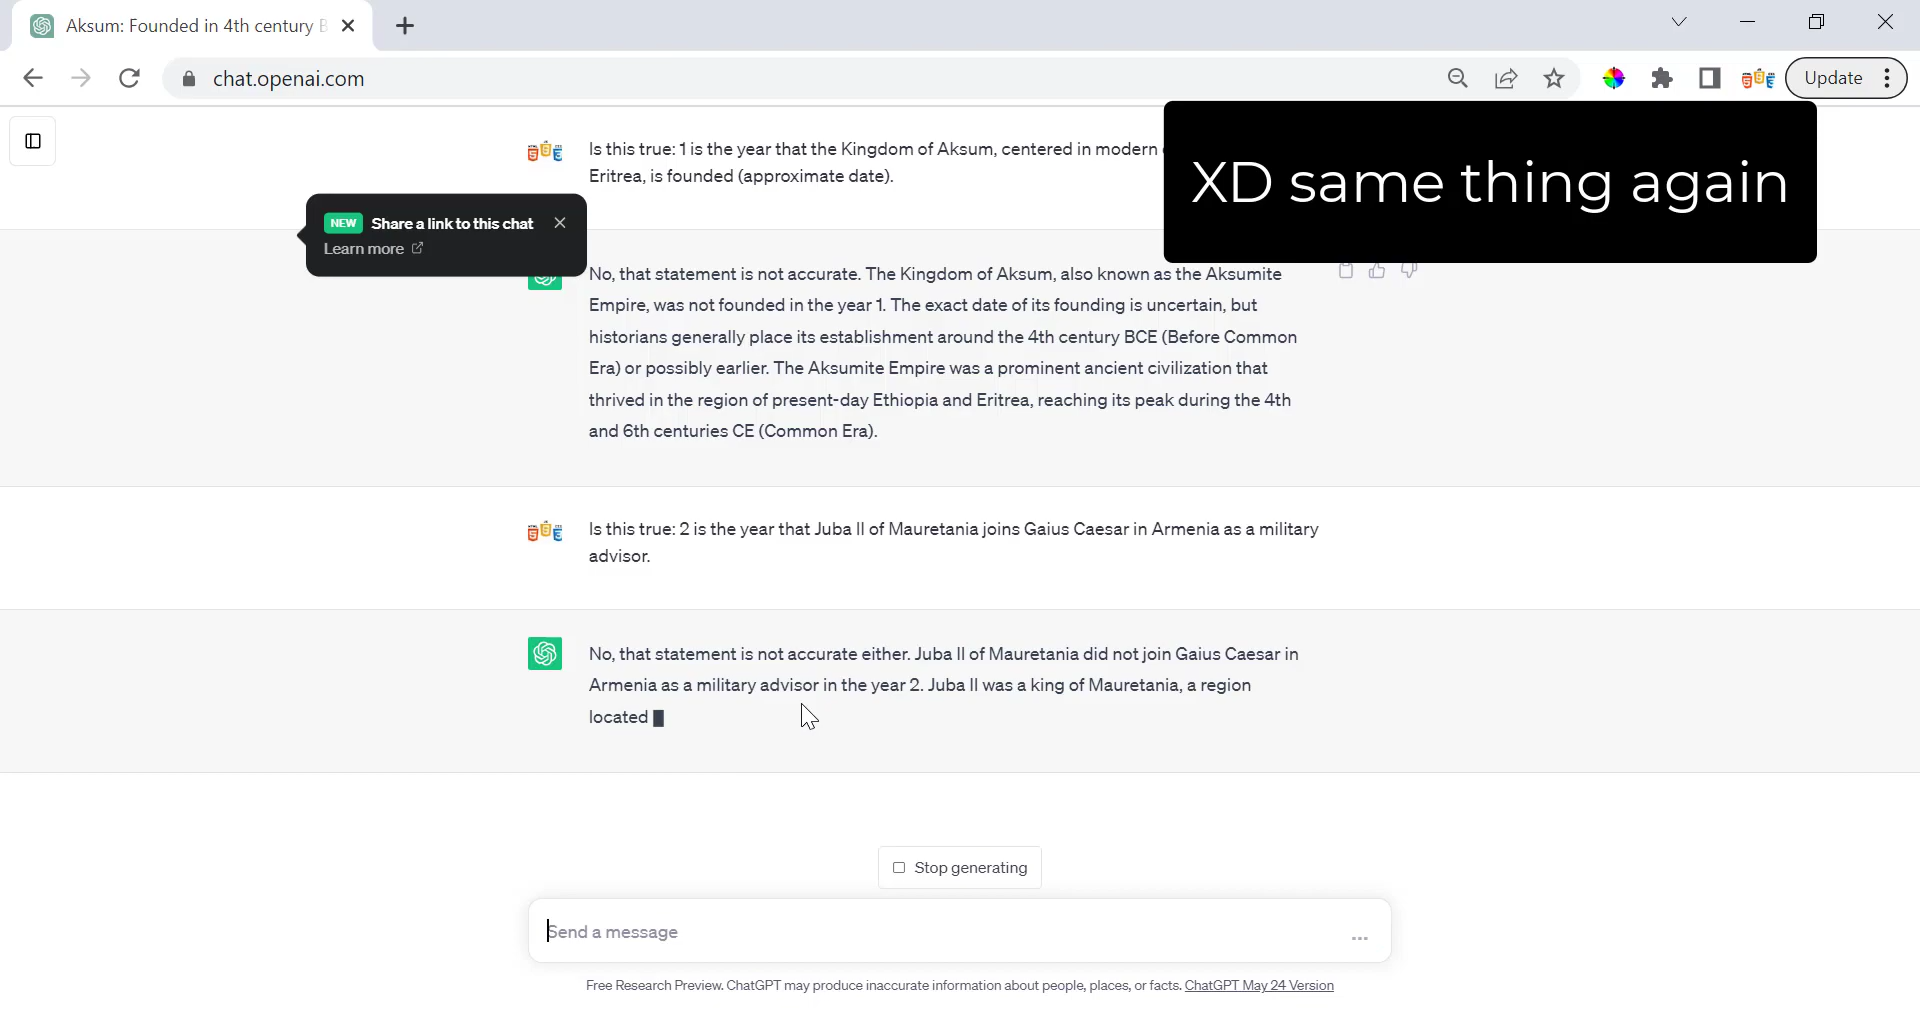 Aksum: Founded in 4th century B
chat.openai.com
Update
XD same thing again
Is this true: 1 is the year that the Kingdom of Aksum, centered in modern
Eritrea, is founded (approximate date).
NEW Share a link to this chat
Learn more
No, that statement is not accurate. The Kingdom of Aksum, also known as the Aksumite
Empire, was not founded in the year 1. The exact date of its founding is uncertain, but
historians generally place its establishment around the 4th century BCE (Before Common
Era) or possibly earlier. The Aksumite Empire was a prominent ancient civilization that
thrived in the region of present-day Ethiopia and Eritrea, reaching its peak during the 4th
and 6th centuries CE (Common Era).
Is this true: 2 is the year that Juba II of Mauretania joins Gaius Caesar in Armenia as a military
advisor.
No, that statement is not accurate either. Juba II of Mauretania did not join Gaius Caesar in
Armenia as a military advisor in the year 2. Juba II was a king of Mauretania, a region
located
Stop generating
Send a message
Free Research Preview. ChatGPT may produce inaccurate information about people, places, or facts. ChatGPT May 24 Version